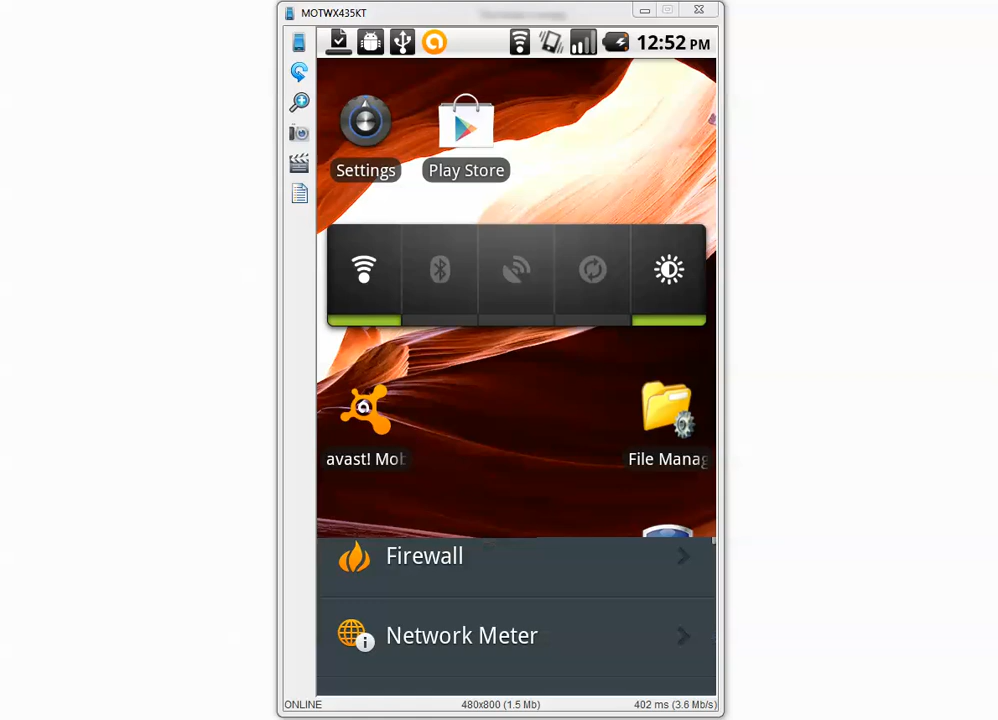 MOTWX435KT
12:52 PM
Settings
Play Store
avast! Mob
File Manag
Firewall
Network Meter
ONLINE
480x800 (1.5 Mb)
402 ms (3.6 Mb/s)